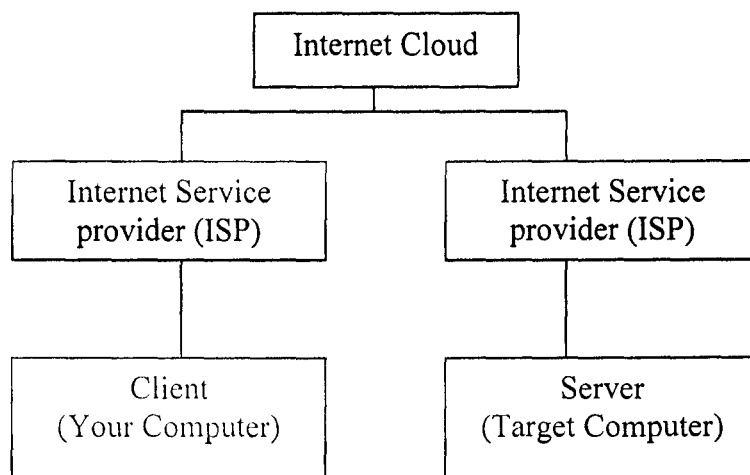 Internet Cloud
Internet Service
provider (ISP)
Internet Service
provider (ISP)
Client
(Your Computer)
Server
(Target Computer)